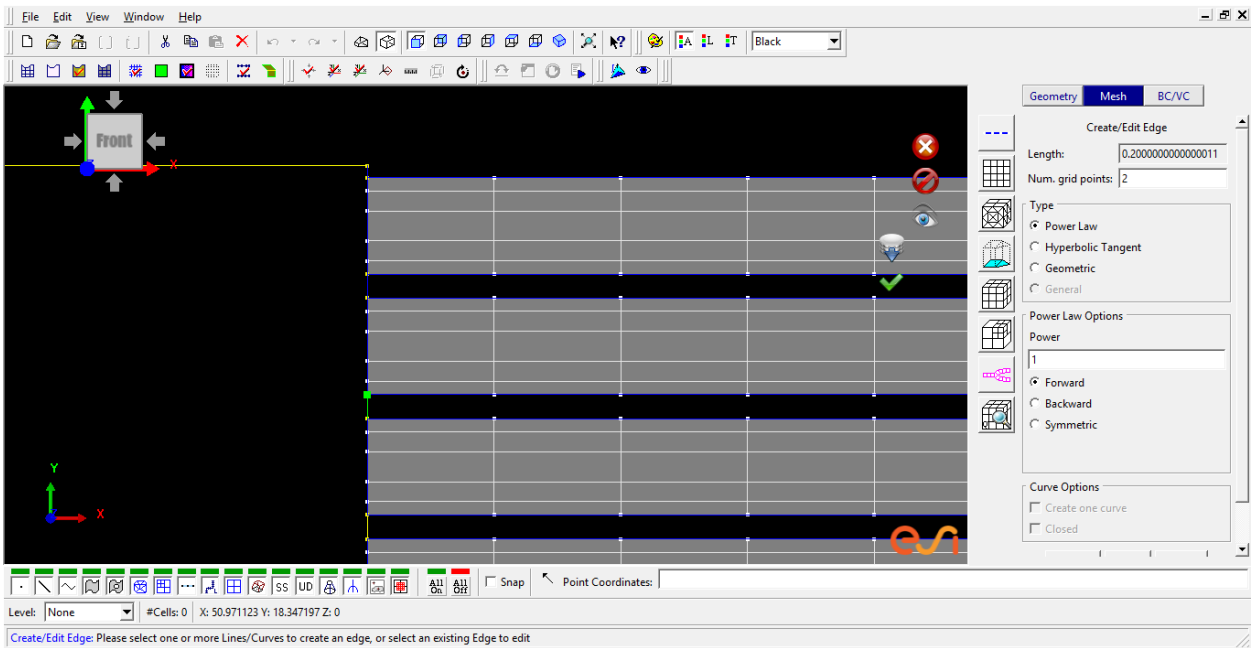 File Edit View Window Help
A L T Black
Geometry Mesh BC/VC
Front
X
Create/Edit Edge
Length: 0.2000000000000011
Num. grid points: 2
Type
Power Law
Hyperbolic Tangent
Geometric
General
Power Law Options
Power
1
Forward
Backward
Symmetric
Y
X
Curve Options
Create one curve
Closed
esi
SS UD All On All Off Snap Point Coordinates:
Level: None #Cells: 0 X: 50.971123 Y: 18.347197 Z: 0
Create/Edit Edge: Please select one or more Lines/Curves to create an edge, or select an existing Edge to edit